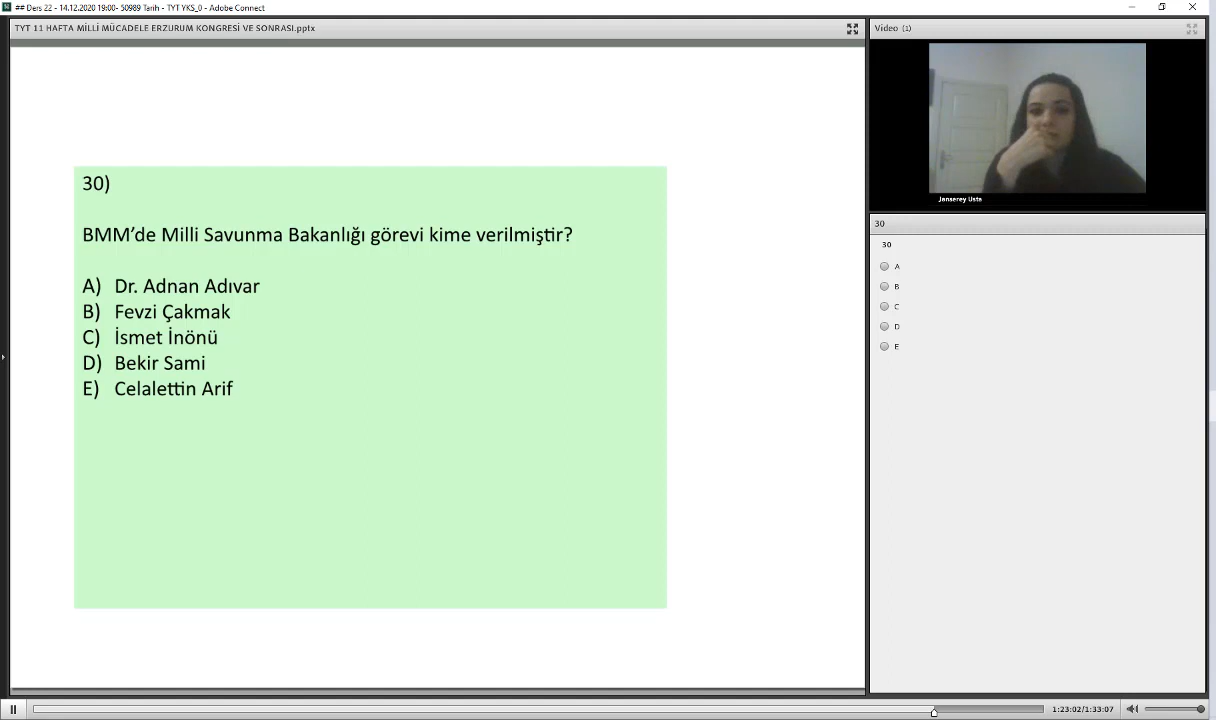 ## Ders 22 - 14.12.2020 19:00- 50989 Tarih - TYT YKS_0 - Adobe Connect
TYT 11 HAFTA MİLLİ MÜCADELE ERZURUM KONGRESİ VE SONRASI.pptx
30)
BMM’de Milli Savunma Bakanlığı görevi kime verilmiştir?
A) Dr. Adnan Adıvar
B) Fevzi Çakmak
C) İsmet İnönü
D) Bekir Sami
E) Celalettin Arif
Video (1)
Janserey Usta
30
30
A
B
C
D
E
1:23:02/1:33:07